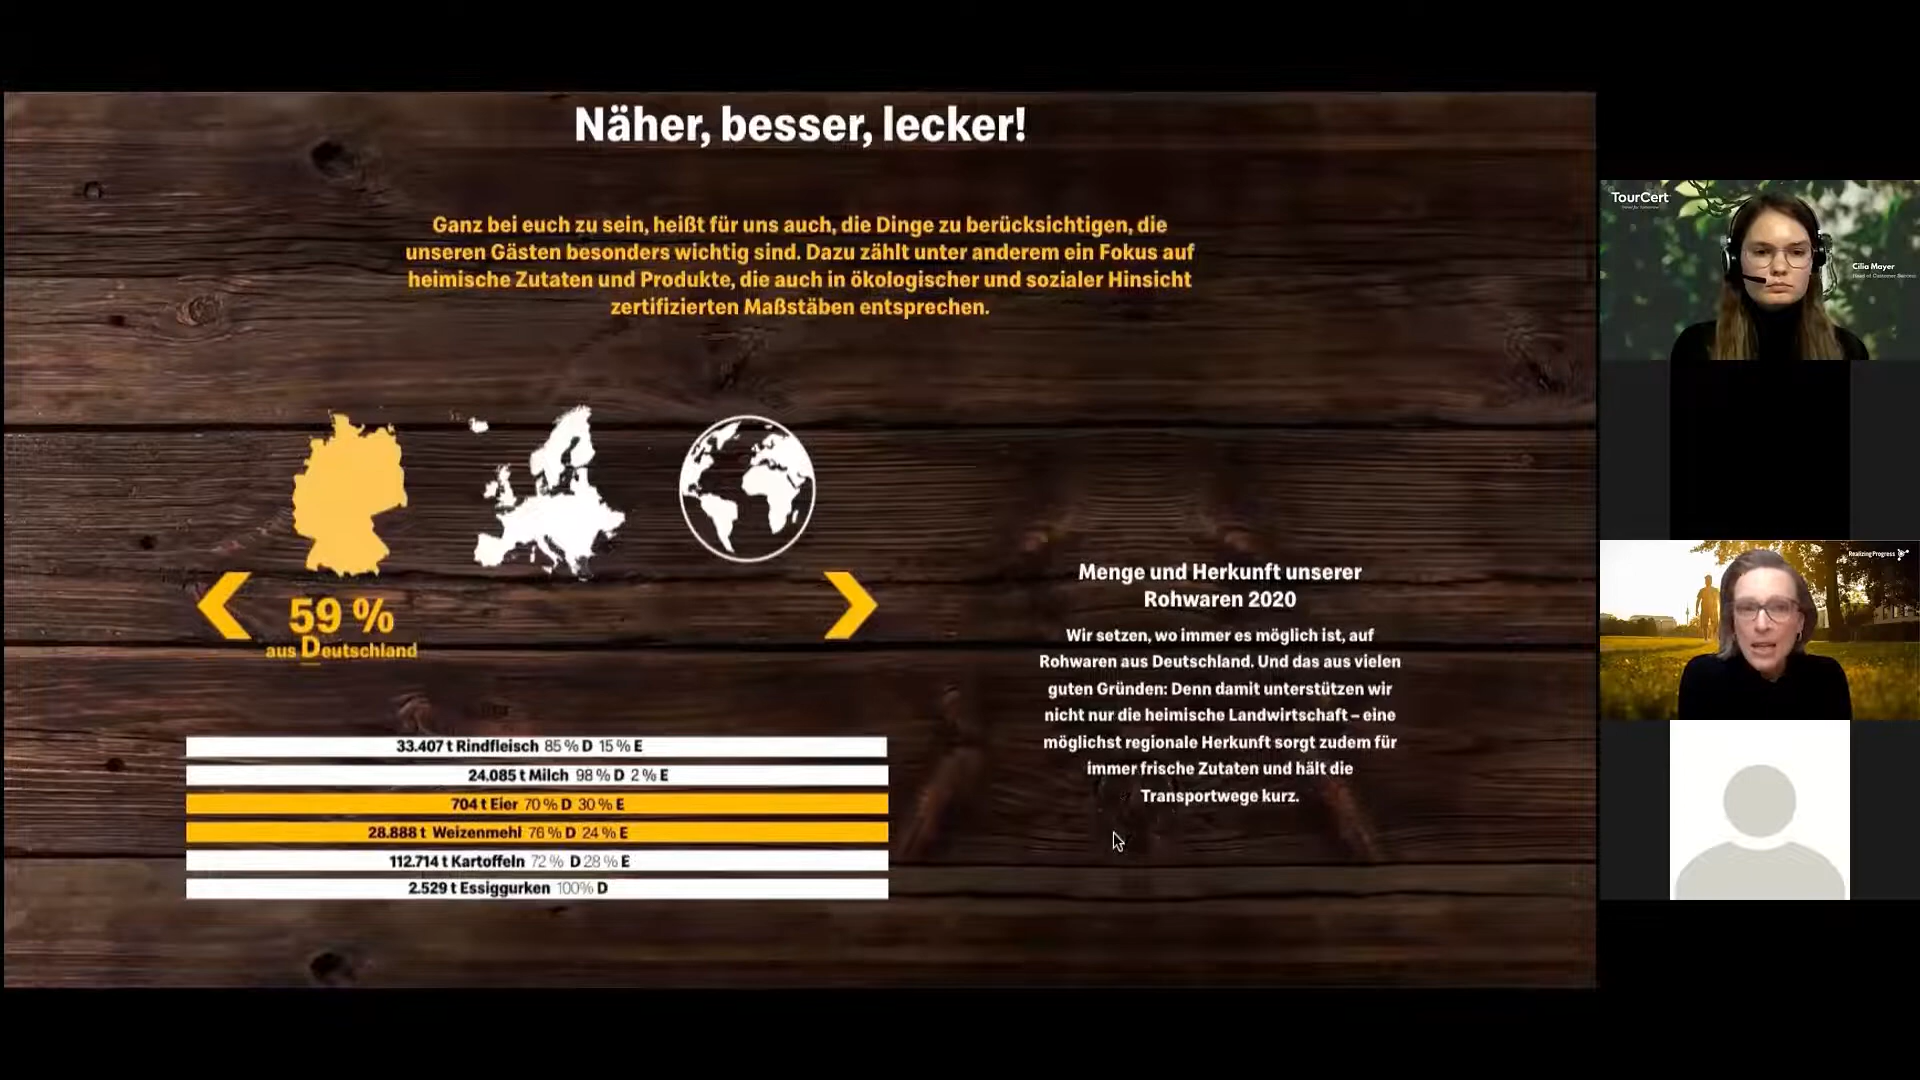 Näher, besser, lecker!
Ganz bei euch zu sein, heißt für uns auch, die Dinge zu berücksichtigen, die
unseren Gästen besonders wichtig sind. Dazu zählt unter anderem ein Fokus auf
heimische Zutaten und Produkte, die auch in ökologischer und sozialer Hinsicht
zertifizierten Maßstäben entsprechen.
59 %
aus Deutschland
33.407 t Rindfleisch 85 % D 15 % E
24.085 t Milch 98 % D 2 % E
704 t Eier 70 % D 30 % E
28.888 t Weizenmehl 76 % D 24 % E
112.714 t Kartoffeln 72 % D 28 % E
2.529 t Essiggurken 100% D
Menge und Herkunft unserer
Rohwaren 2020
Wir setzen, wo immer es möglich ist, auf
Rohwaren aus Deutschland. Und das aus vielen
guten Gründen: Denn damit unterstützen wir
nicht nur die heimische Landwirtschaft – eine
möglichst regionale Herkunft sorgt zudem für
immer frische Zutaten und hält die
Transportwege kurz.
TourCert
Cilia Mayer
Head of Customer Success
RealizingProgress